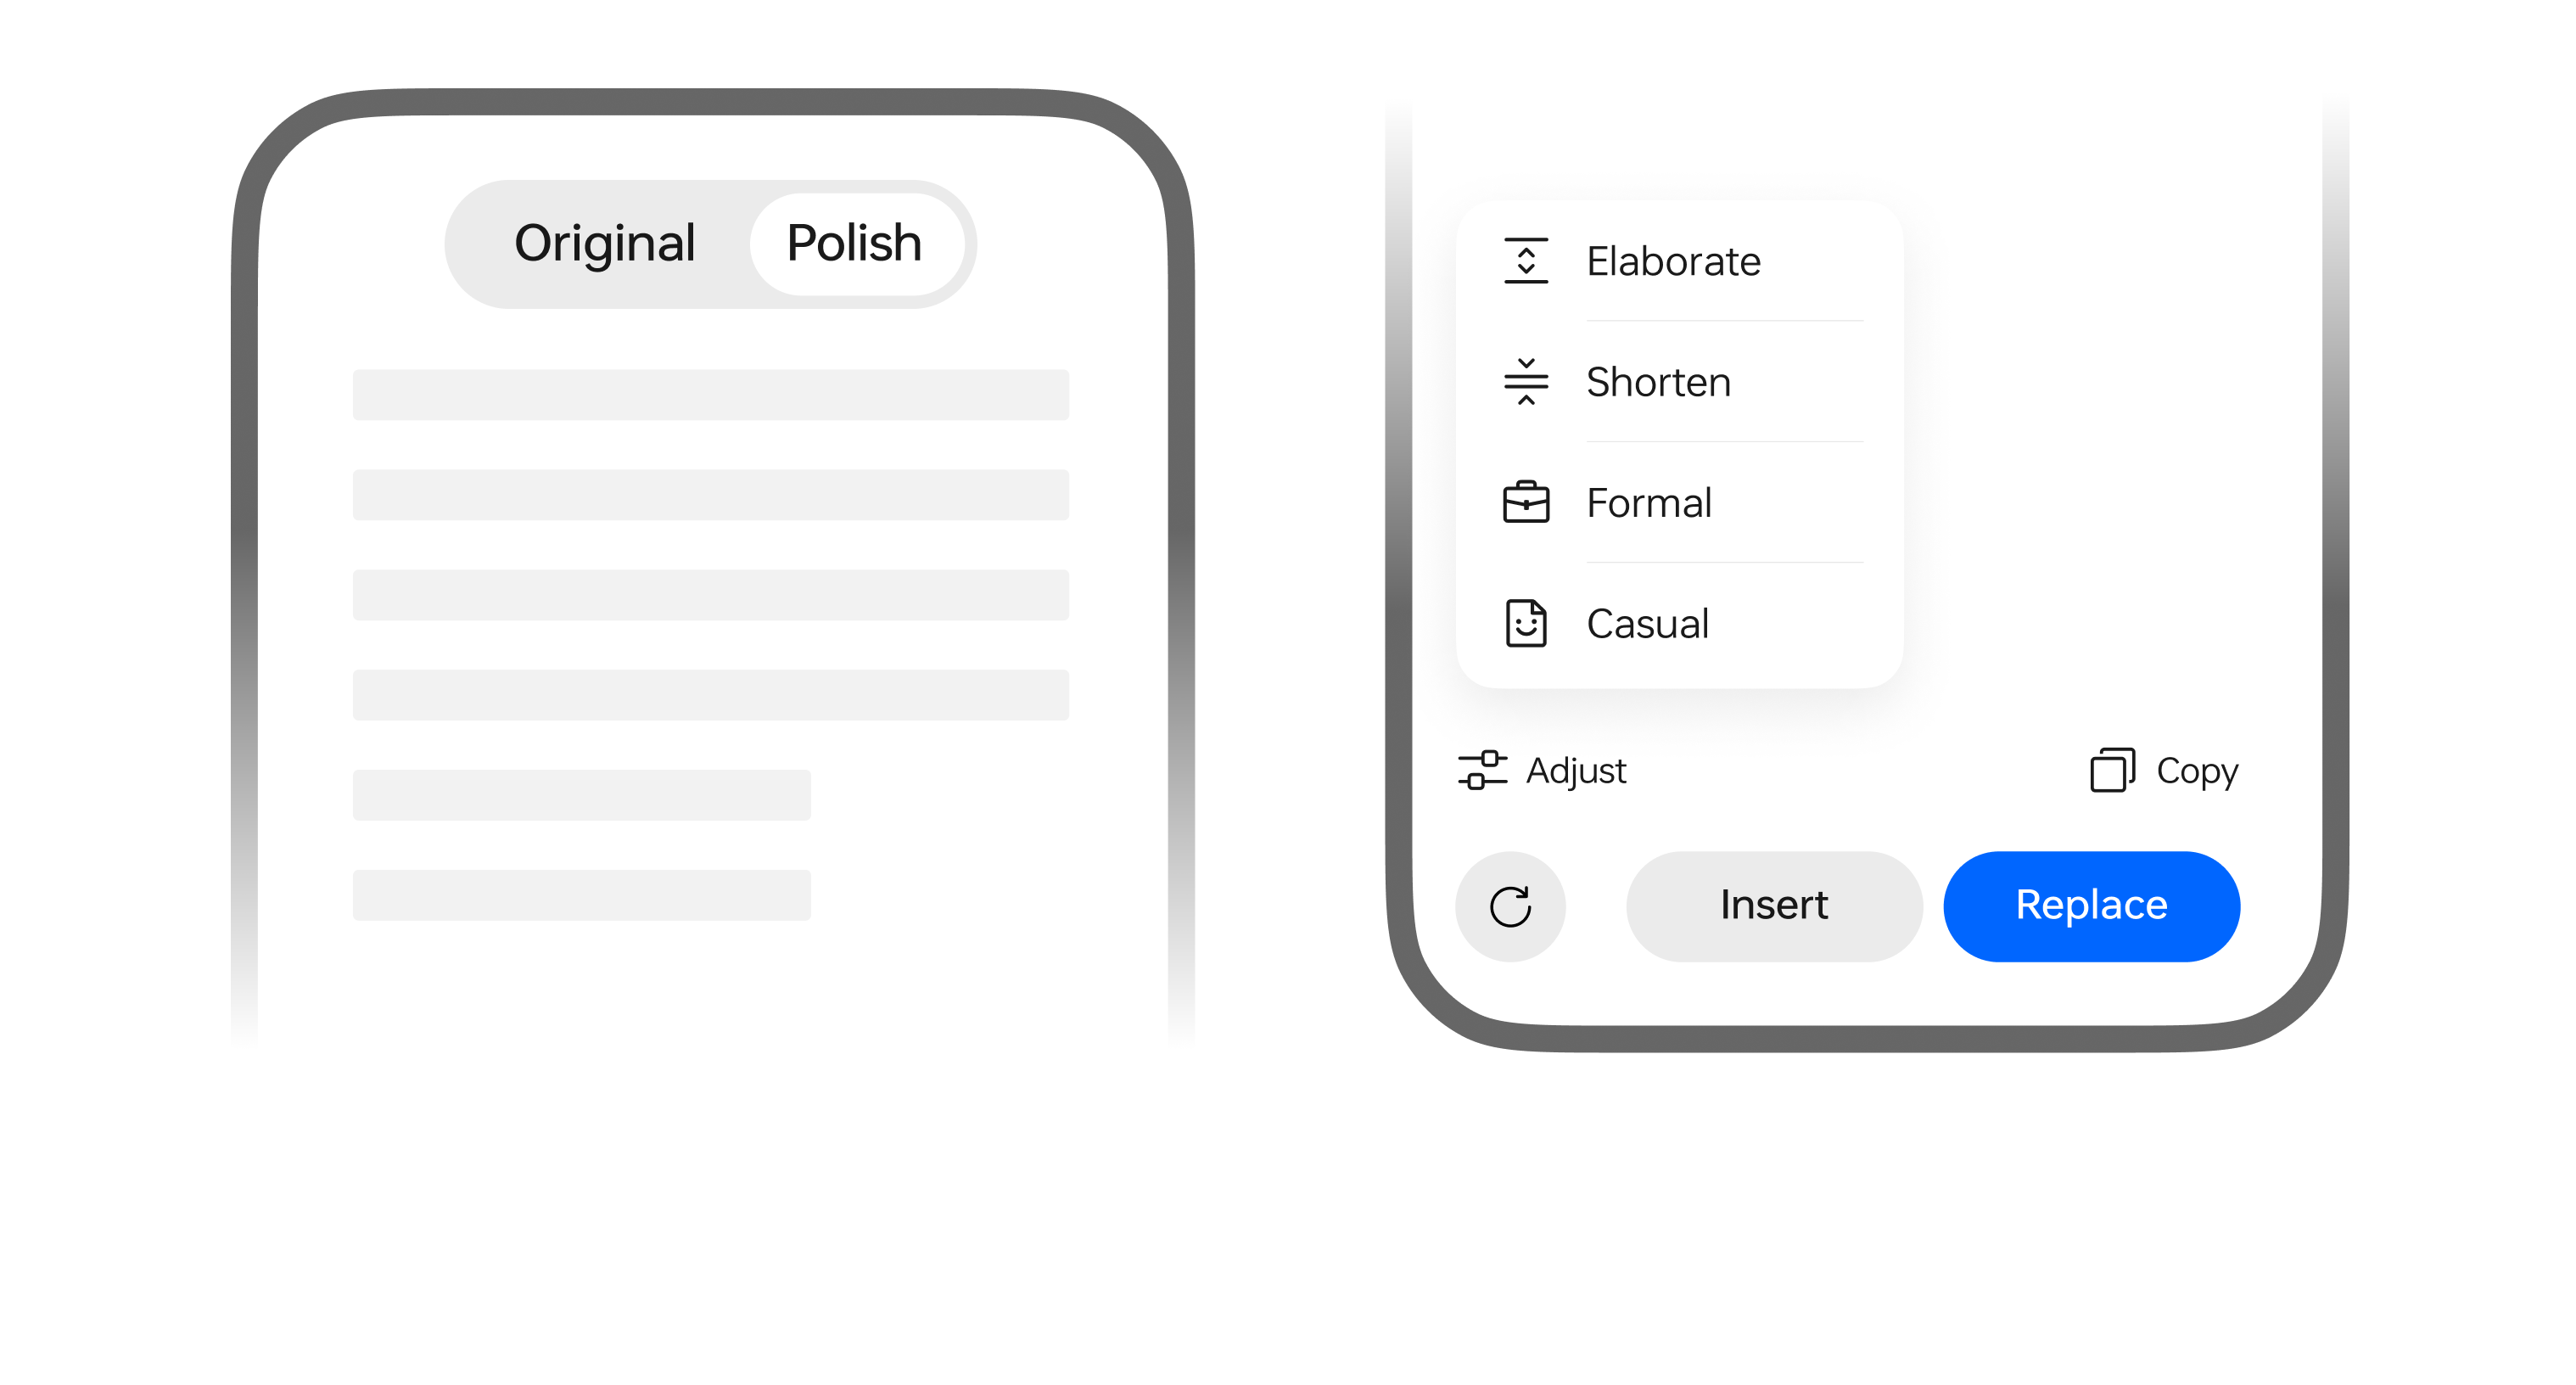 Original Polish
Elaborate
Shorten
Formal
Casual
Adjust Copy
Insert Replace